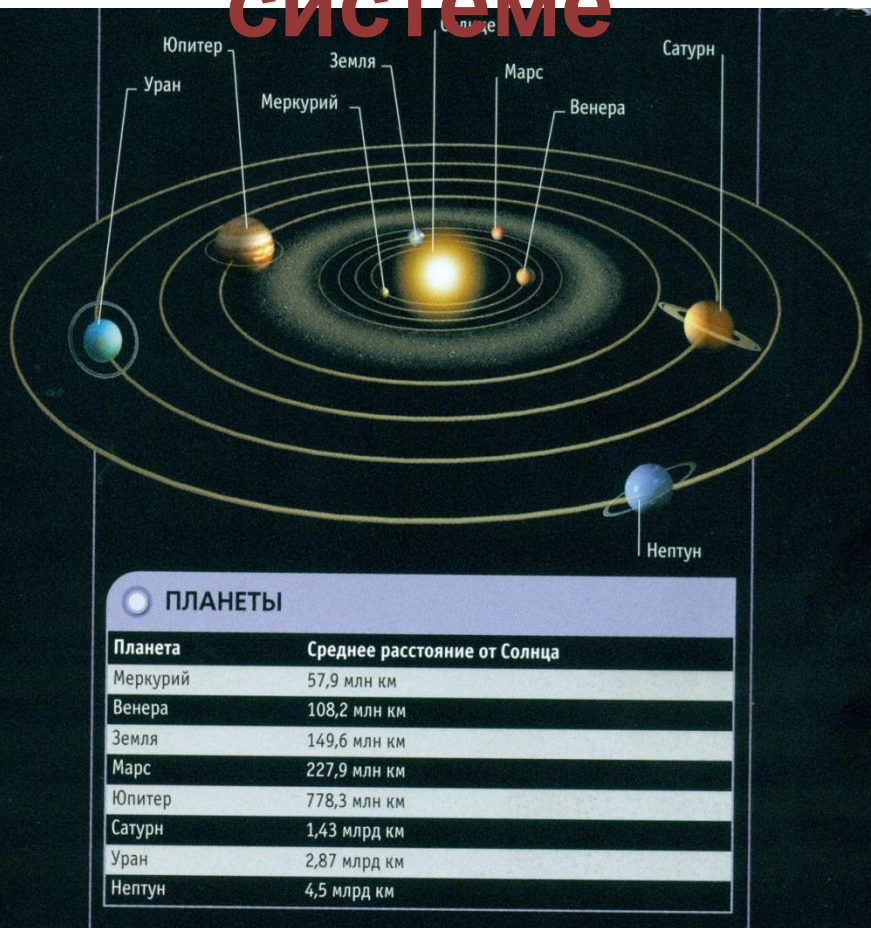 системе
Солнце
Юпитер
Земля
Сатурн
Марс
Уран
Меркурий
Венера
Нептун
ПЛАНЕТЫ
Планета Среднее расстояние от Солнца
Меркурий 57,9 млн км
Венера 108,2 млн км
Земля 149,6 млн км
Марс 227,9 млн км
Юпитер 778,3 млн км
Сатурн 1,43 млрд км
Уран 2,87 млрд км
Нептун 4,5 млрд км